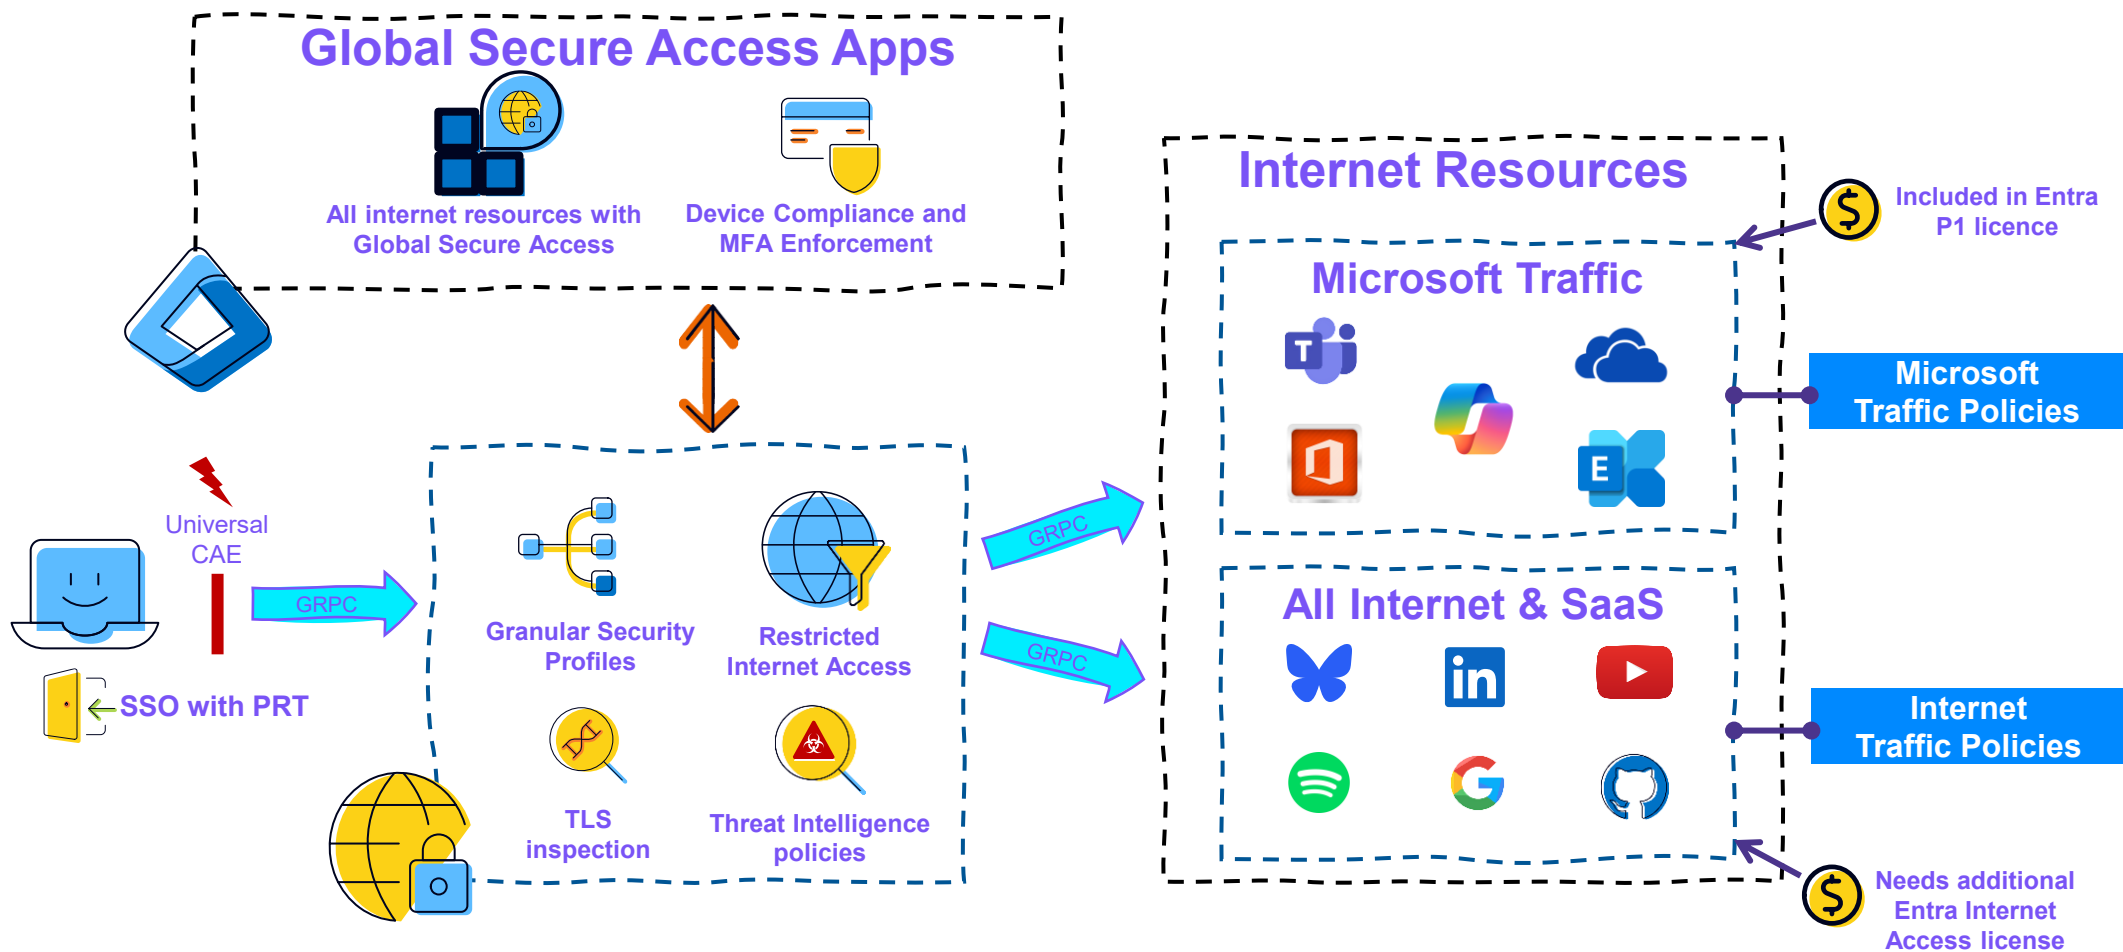 Global Secure Access Apps
All internet resources with
Global Secure Access
Device Compliance and
MFA Enforcement
Internet Resources
Included in Entra
P1 licence
Microsoft Traffic
T
E
Microsoft
Traffic Policies
Universal
CAE
GRPC
SSO with PRT
Granular Security
Profiles
Restricted
Internet Access
TLS
inspection
Threat Intelligence
policies
GRPC
GRPC
All Internet & SaaS
in
G
Internet
Traffic Policies
$
$
Needs additional
Entra Internet
Access license